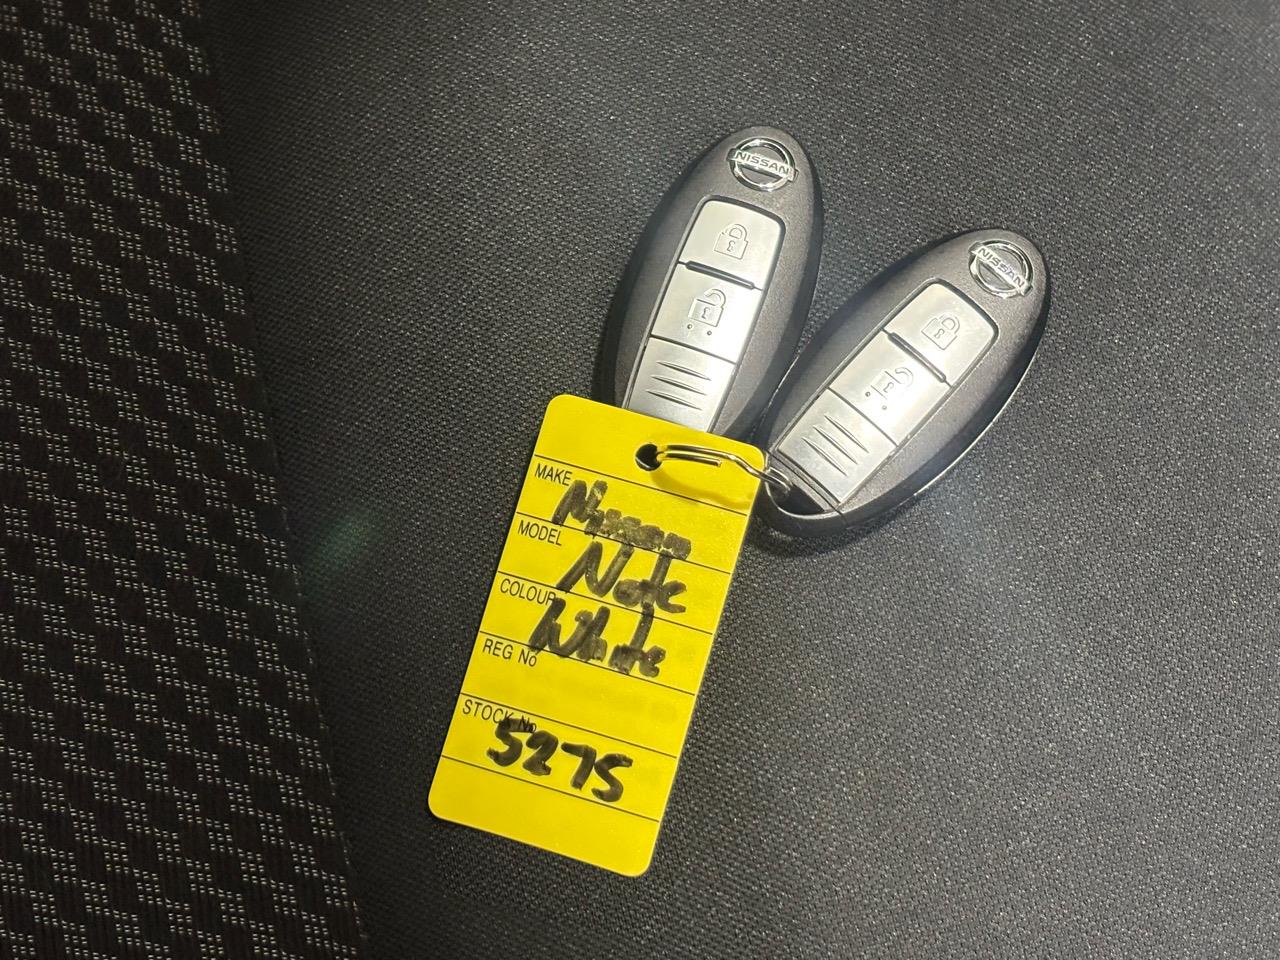 NISSAN
NISSAN
MAKE Nissan
MODEL Note
COLOUR White
REG No
STOCK No 5275